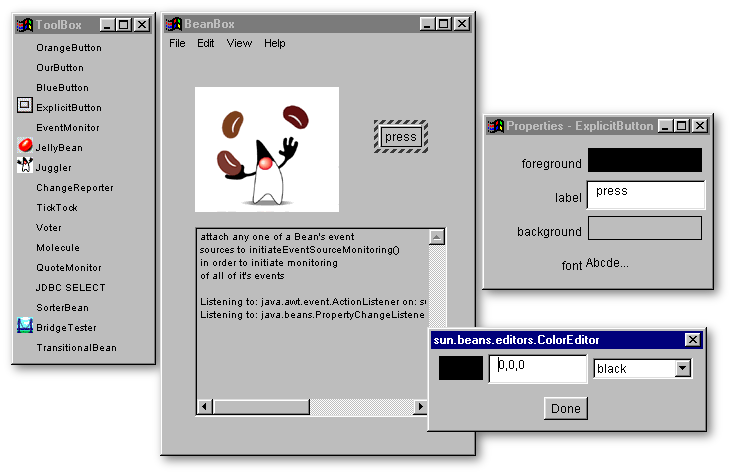 ToolBox
OrangeButton
OurButton
BlueButton
ExplicitButton
EventMonitor
JellyBean
Juggler
ChangeReporter
TickTock
Voter
Molecule
QuoteMonitor
JDBC SELECT
SorterBean
BridgeTester
TransitionalBean
BeanBox
File Edit View Help
press
attach any one of a Bean's event
sources to initiateEventSourceMonitoring()
in order to initiate monitoring
of all of it's events
Listening to: java.awt.event.ActionListener on: su
Listening to: java.beans.PropertyChangeListene
Properties - ExplicitButton
foreground
label press
background
font Abcde...
sun.beans.editors.ColorEditor
0,0,0 black
Done